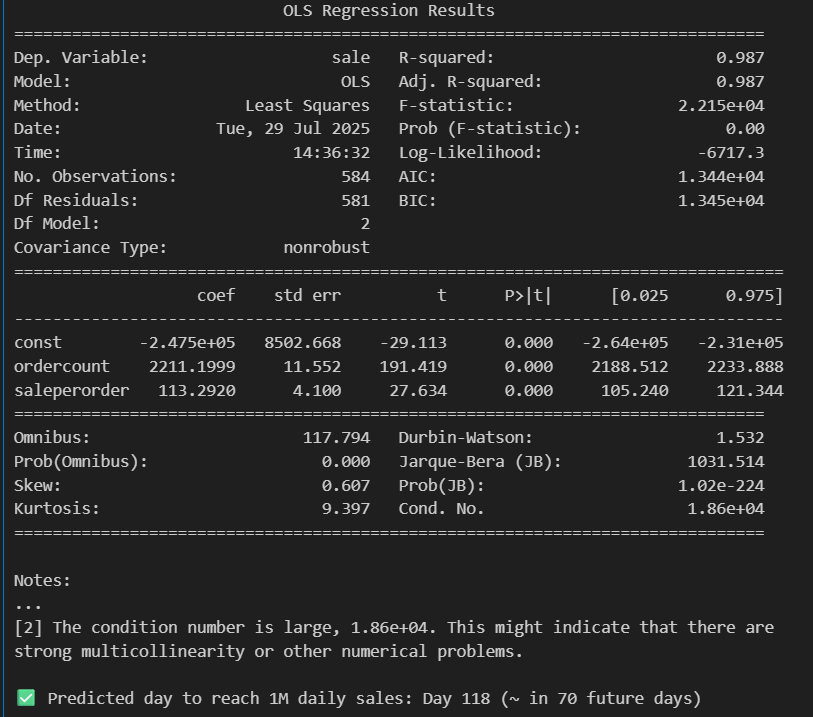 OLS Regression Results
==============================================================================
Dep. Variable: sale R-squared: 0.987
Model: OLS Adj. R-squared: 0.987
Method: Least Squares F-statistic: 2.215e+04
Date: Tue, 29 Jul 2025 Prob (F-statistic): 0.00
Time: 14:36:32 Log-Likelihood: -6717.3
No. Observations: 584 AIC: 1.344e+04
Df Residuals: 581 BIC: 1.345e+04
Df Model: 2
Covariance Type: nonrobust
================================================================================
coef std err t P>|t| [0.025 0.975]
--------------------------------------------------------------------------------
const -2.475e+05 8502.668 -29.113 0.000 -2.64e+05 -2.31e+05
ordercount 2211.1999 11.552 191.419 0.000 2188.512 2233.888
saleperorder 113.2920 4.100 27.634 0.000 105.240 121.344
==============================================================================
Omnibus: 117.794 Durbin-Watson: 1.532
Prob(Omnibus): 0.000 Jarque-Bera (JB): 1031.514
Skew: 0.607 Prob(JB): 1.02e-224
Kurtosis: 9.397 Cond. No. 1.86e+04
==============================================================================
Notes:
...
[2] The condition number is large, 1.86e+04. This might indicate that there are
strong multicollinearity or other numerical problems.
✅ Predicted day to reach 1M daily sales: Day 118 (~ in 70 future days)